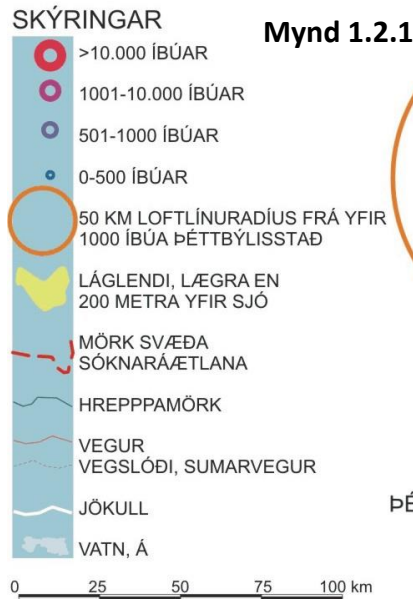 SKÝRINGAR
Mynd 1.2.1
>10.000 ÍBÚAR
1001-10.000 ÍBÚAR
501-1000 ÍBÚAR
0-500 ÍBÚAR
50 KM LOFTLÍNURADÍUS FRÁ YFIR
1000 ÍBÚA ÞÉTTBÝLISSTAÐ
LÁGLENDI, LÆGRA EN
200 METRA YFIR SJÓ
MÖRK SVÆÐA
SÓKNARÁÆTLANA
HREPPPAMÖRK
VEGUR
VEGSLÓÐI, SUMARVEGUR
JÖKULL
ÞÉ
VATN, Á
0 25 50 75 100 km